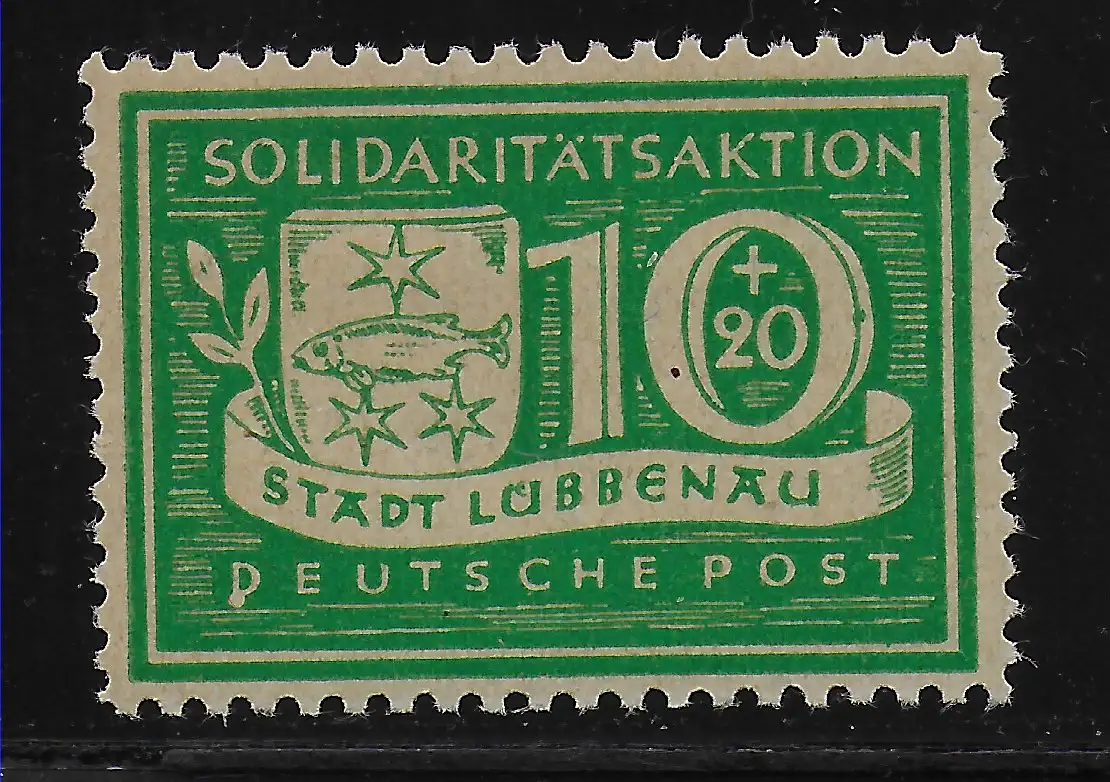 SOLIDARITÄTSAKTION
10
+
20
STADT LÜBBENAU
DEUTSCHE POST